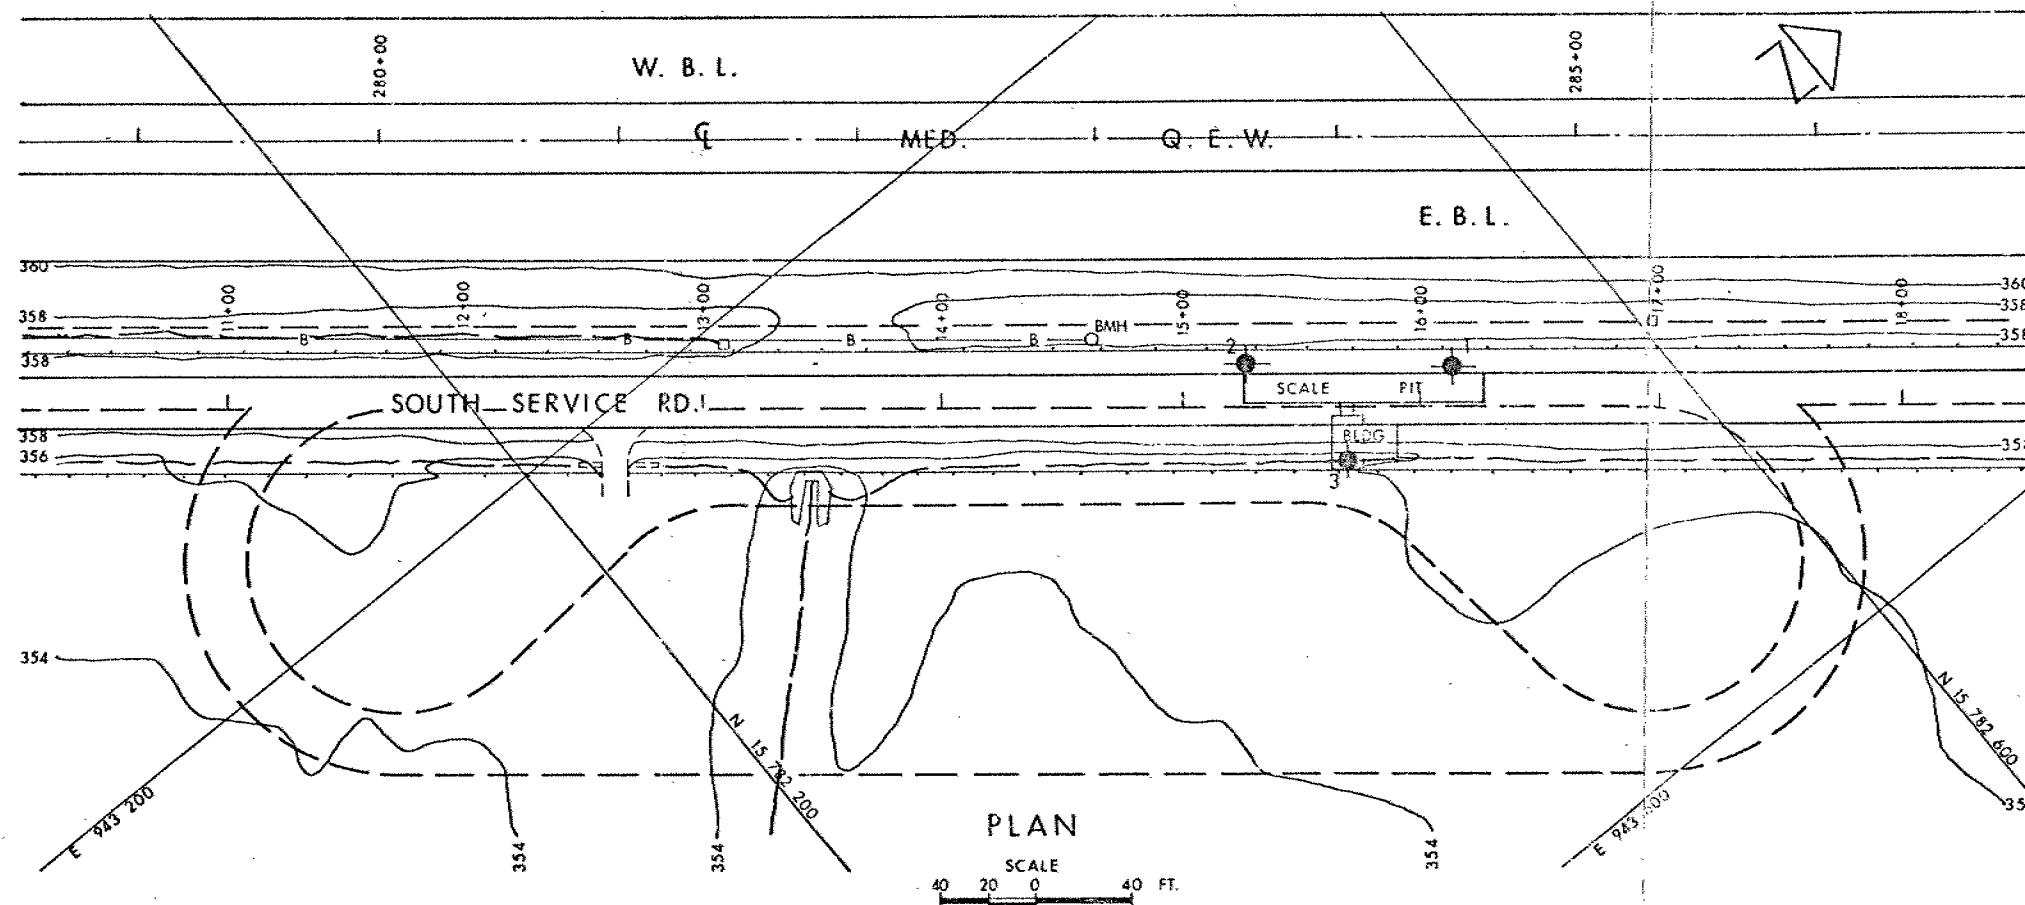 280+00
W. B. L.
285+00
℄ MED. Q. E. W.
E. B. L.
360
360
11+00
12+00
13+00
14+00
15+00
16+00
17+00
18+00
358
358
B
B
B
B
BMH
358
358
2
1
SCALE PIT
SOUTH SERVICE RD.
358
BLDG
358
356
3
354
N 15 782 600
N 15 782 200
E 943 200
E 943
354
354
354
PLAN
SCALE
40 20 0 40 FT.